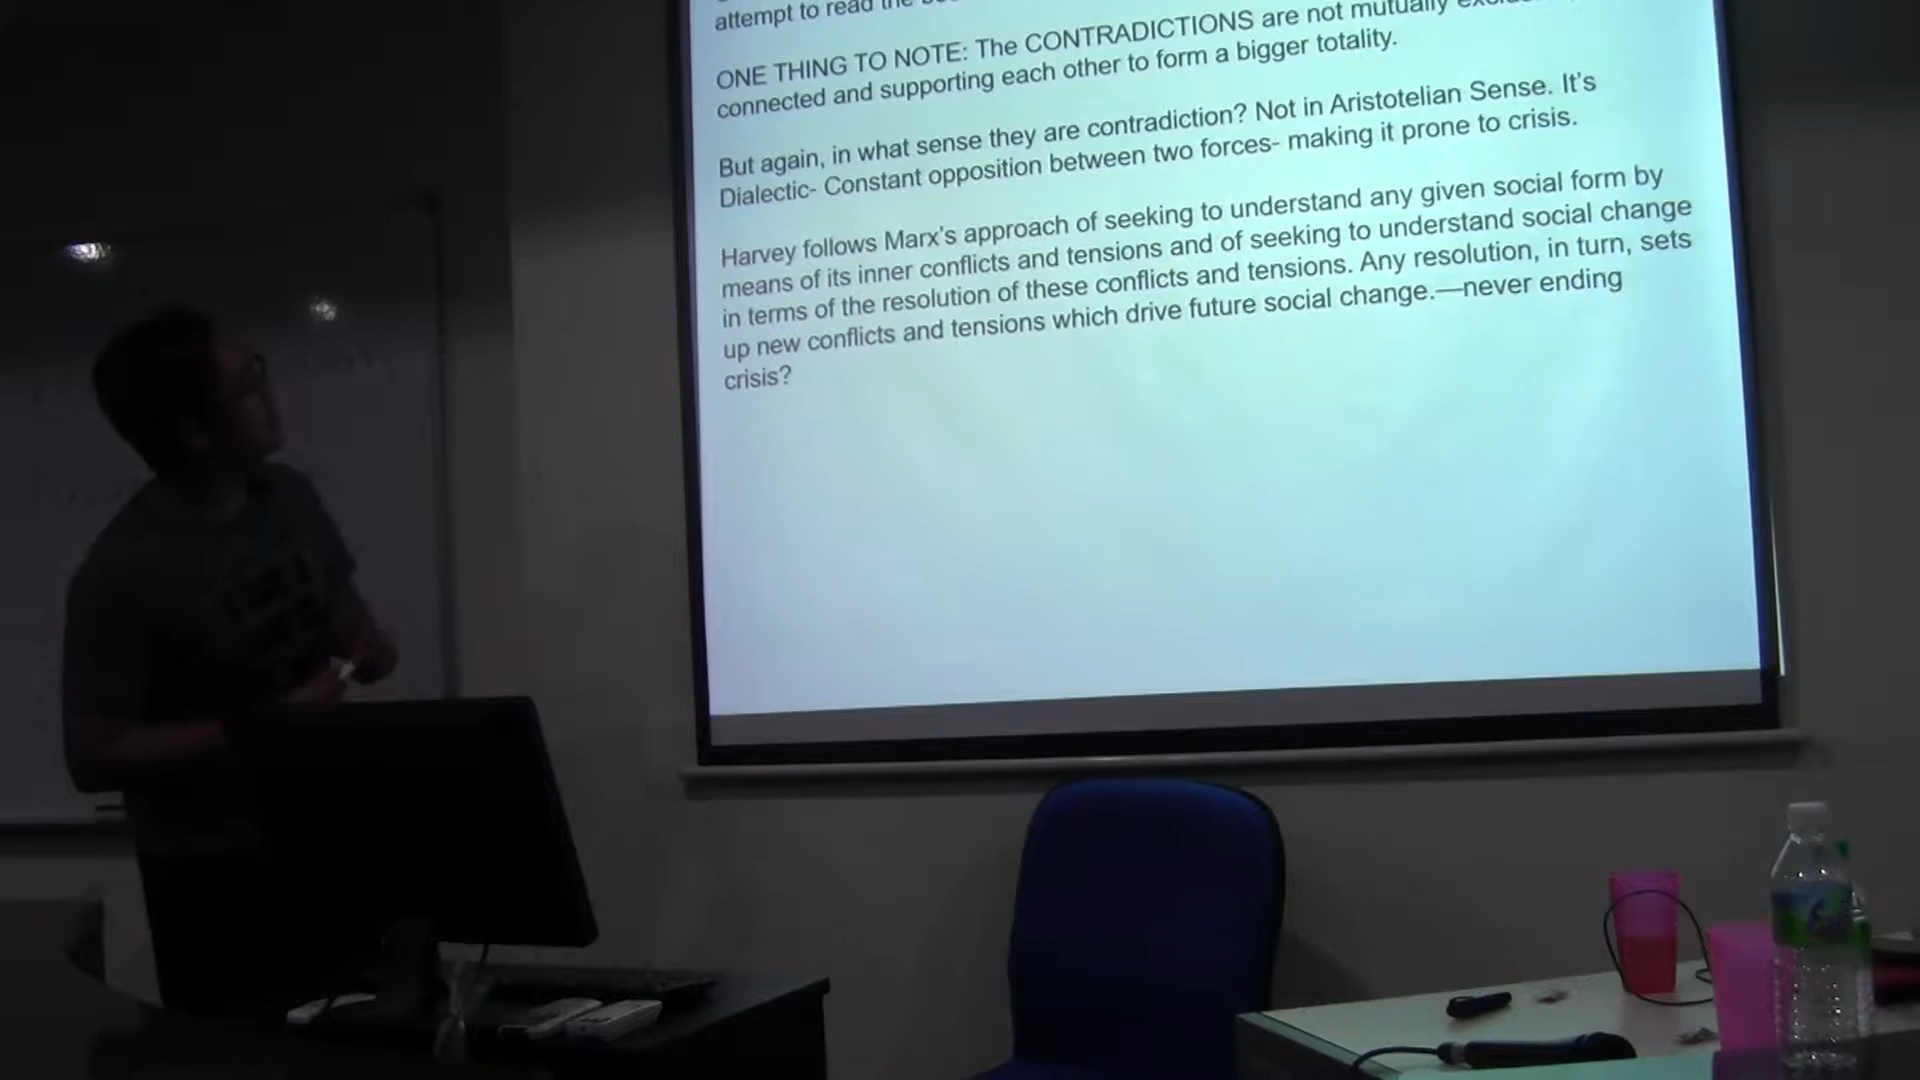 attempt to read the
ONE THING TO NOTE: The CONTRADICTIONS are not mutually
connected and supporting each other to form a bigger totality.
But again, in what sense they are contradiction? Not in Aristotelian Sense. It's
Dialectic- Constant opposition between two forces- making it prone to crisis.
Harvey follows Marx's approach of seeking to understand any given social form by
means of its inner conflicts and tensions and of seeking to understand social change
in terms of the resolution of these conflicts and tensions. Any resolution, in turn, sets
up new conflicts and tensions which drive future social change.—never ending
crisis?